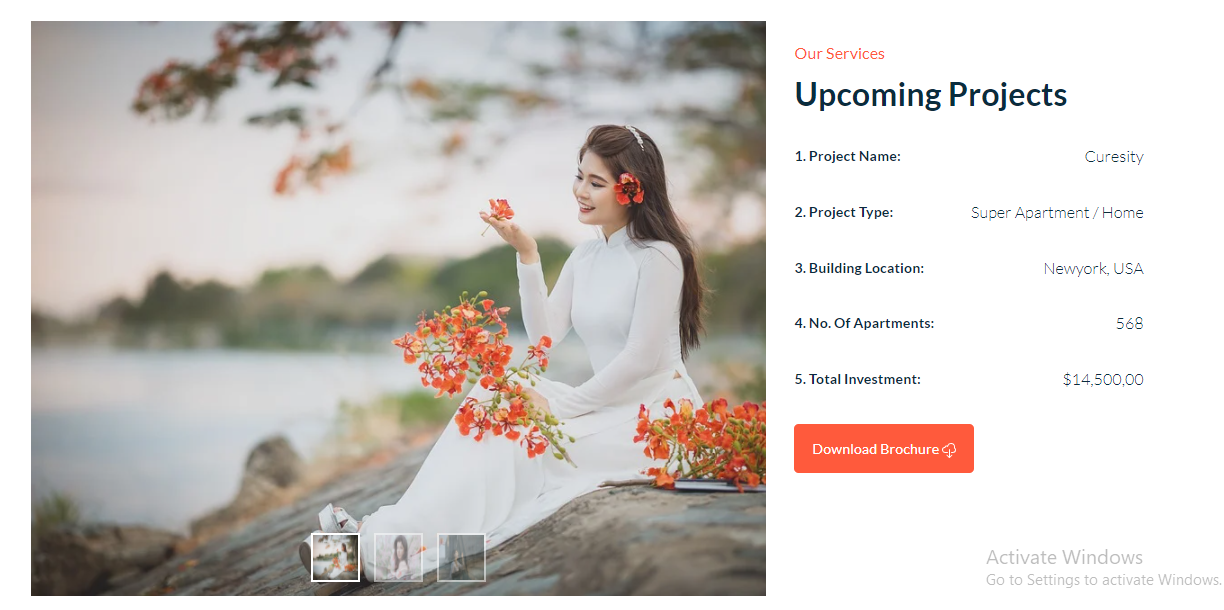 Our Services
Upcoming Projects
1. Project Name: Curesity
2. Project Type: Super Apartment / Home
3. Building Location: Newyork, USA
4. No. Of Apartments: 568
5. Total Investment: $14,500,00
Download Brochure
Activate Windows
Go to Settings to activate Windows.